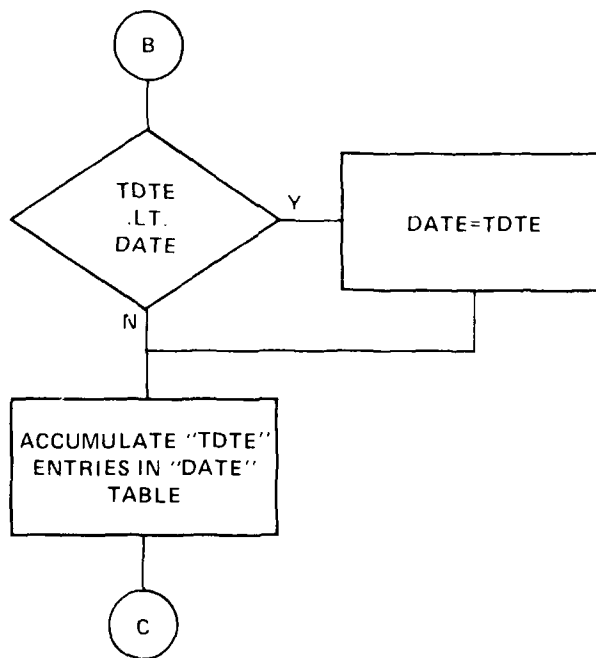 B
TDTE
.LT.
DATE
Y
DATE=TDTE
N
ACCUMULATE "TDTE"
ENTRIES IN "DATE"
TABLE
C